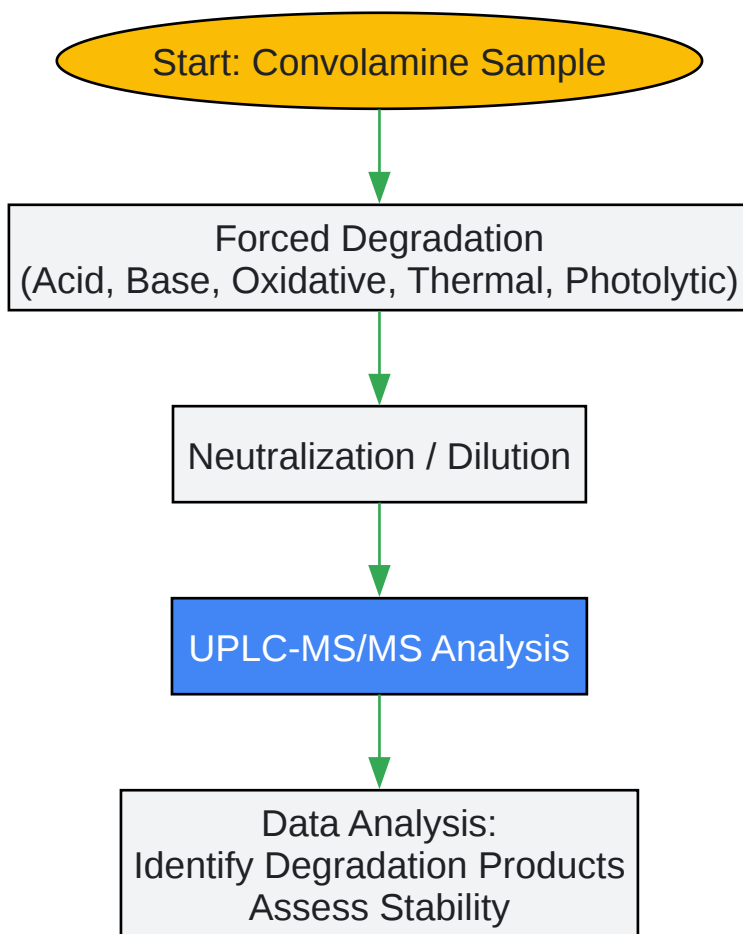 Start: Convolamine Sample
Forced Degradation
(Acid, Base, Oxidative, Thermal, Photolytic)
Neutralization / Dilution
UPLC-MS/MS Analysis
Data Analysis:
Identify Degradation Products
Assess Stability